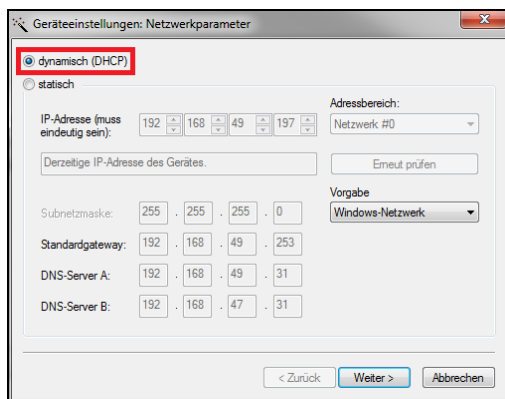 Geräteeinstellungen: Netzwerkparameter
dynamisch (DHCP)
statisch
Adressbereich:
IP-Adresse (muss eindeutig sein): 192 168 49 197 Netzwerk #0
Derzeitige IP-Adresse des Gerätes. Erneut prüfen
Vorgabe
Subnetzmaske: 255 . 255 . 255 . 0 Windows-Netzwerk
Standardgateway: 192 . 168 . 49 . 253
DNS-Server A: 192 . 168 . 49 . 31
DNS-Server B: 192 . 168 . 47 . 31
< Zurück Weiter > Abbrechen